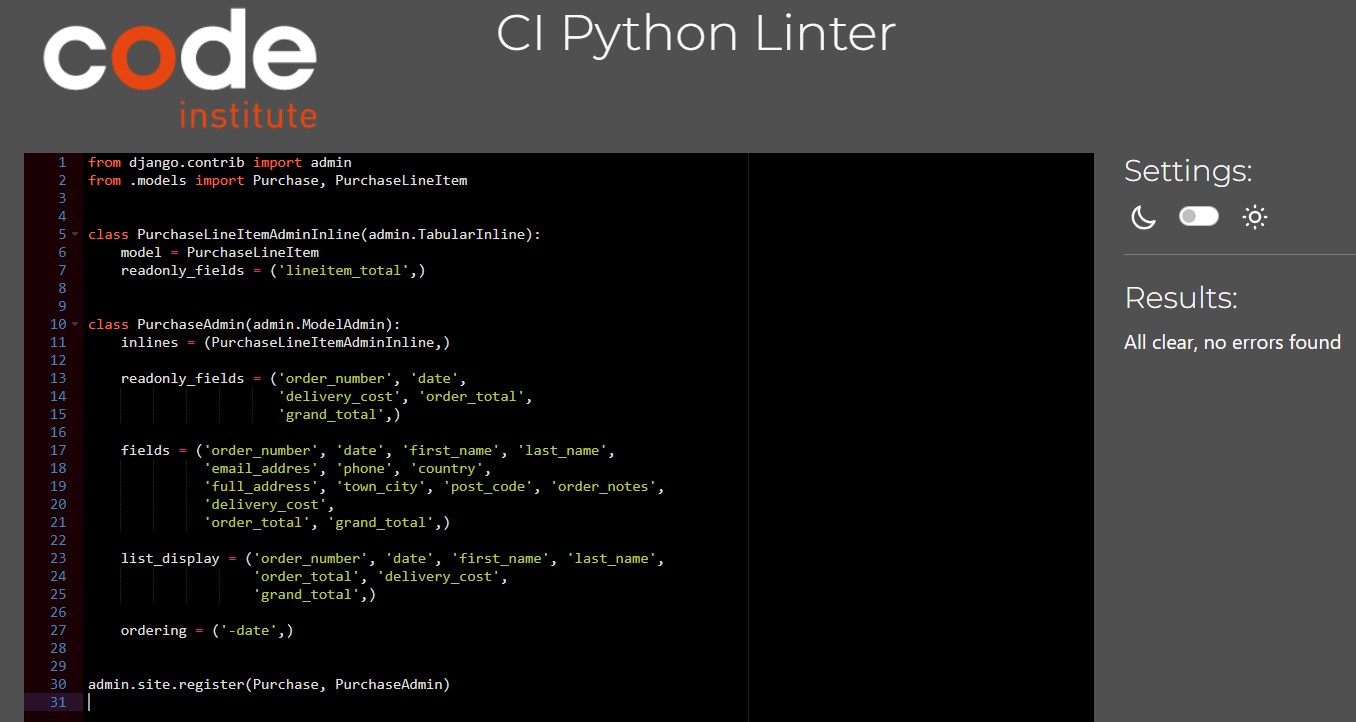 code
institute
CI Python Linter
1 from django.contrib import admin
2 from .models import Purchase, PurchaseLineItem
3
4
5 class PurchaseLineItemAdminInline(admin.TabularInline):
6     model = PurchaseLineItem
7     readonly_fields = ('lineitem_total',)
8
9
10 class PurchaseAdmin(admin.ModelAdmin):
11     inlines = (PurchaseLineItemAdminInline,)
12
13     readonly_fields = ('order_number', 'date',
14                        'delivery_cost', 'order_total',
15                        'grand_total',)
16
17     fields = ('order_number', 'date', 'first_name', 'last_name',
18               'email_addres', 'phone', 'country',
19               'full_address', 'town_city', 'post_code', 'order_notes',
20               'delivery_cost',
21               'order_total', 'grand_total',)
22
23     list_display = ('order_number', 'date', 'first_name', 'last_name',
24                     'order_total', 'delivery_cost',
25                     'grand_total',)
26
27     ordering = ('-date',)
28
29
30 admin.site.register(Purchase, PurchaseAdmin)
31
Settings:
Results:
All clear, no errors found